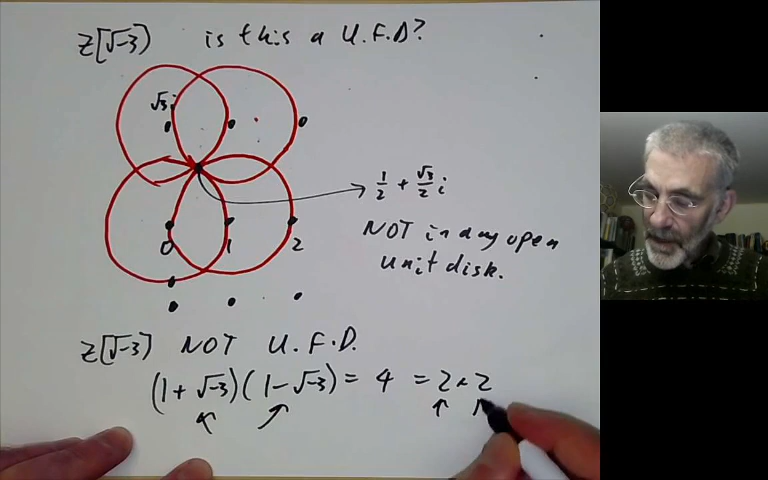 Z[√-3] is this a U.F.D?
√3i
1/2 + √3/2 i
NOT in any open
unit disk.
0 1 2
Z[√-3] NOT U.F.D.
(1+√-3)(1-√-3) = 4 = 2×2